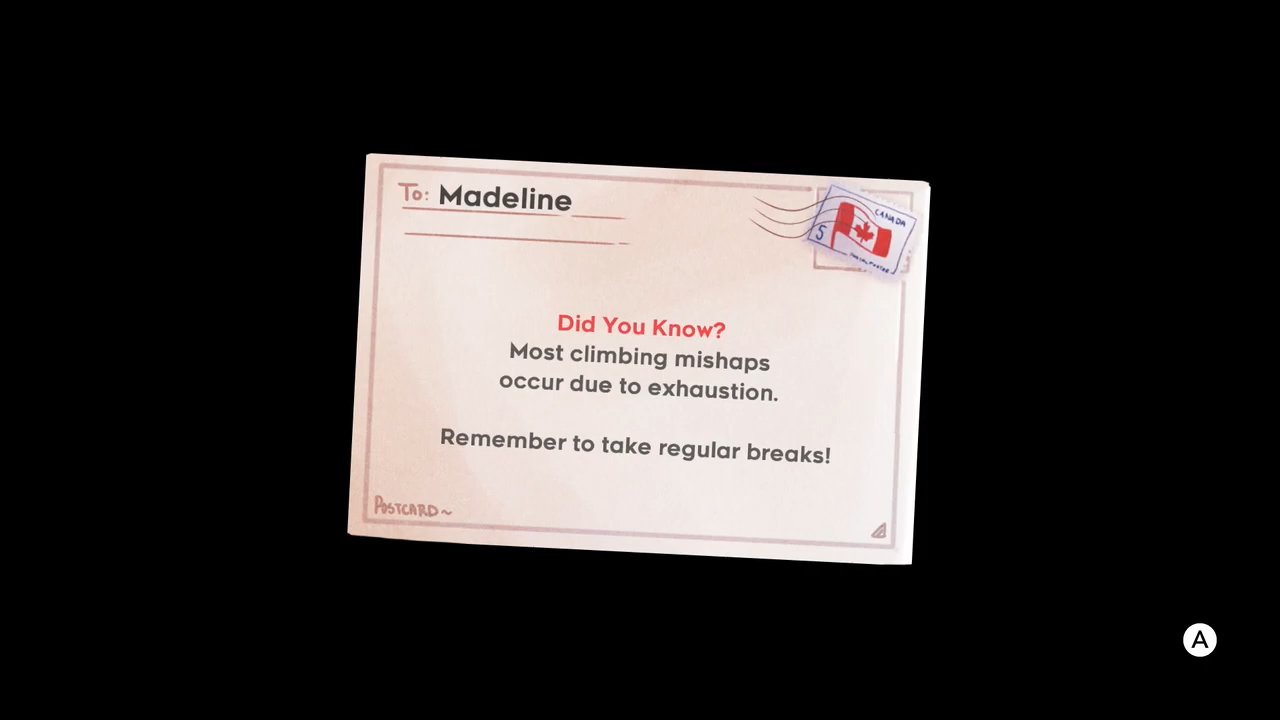 To: Madeline
CANADA
5
Did You Know?
Most climbing mishaps
occur due to exhaustion.
Remember to take regular breaks!
POSTCARD~
A